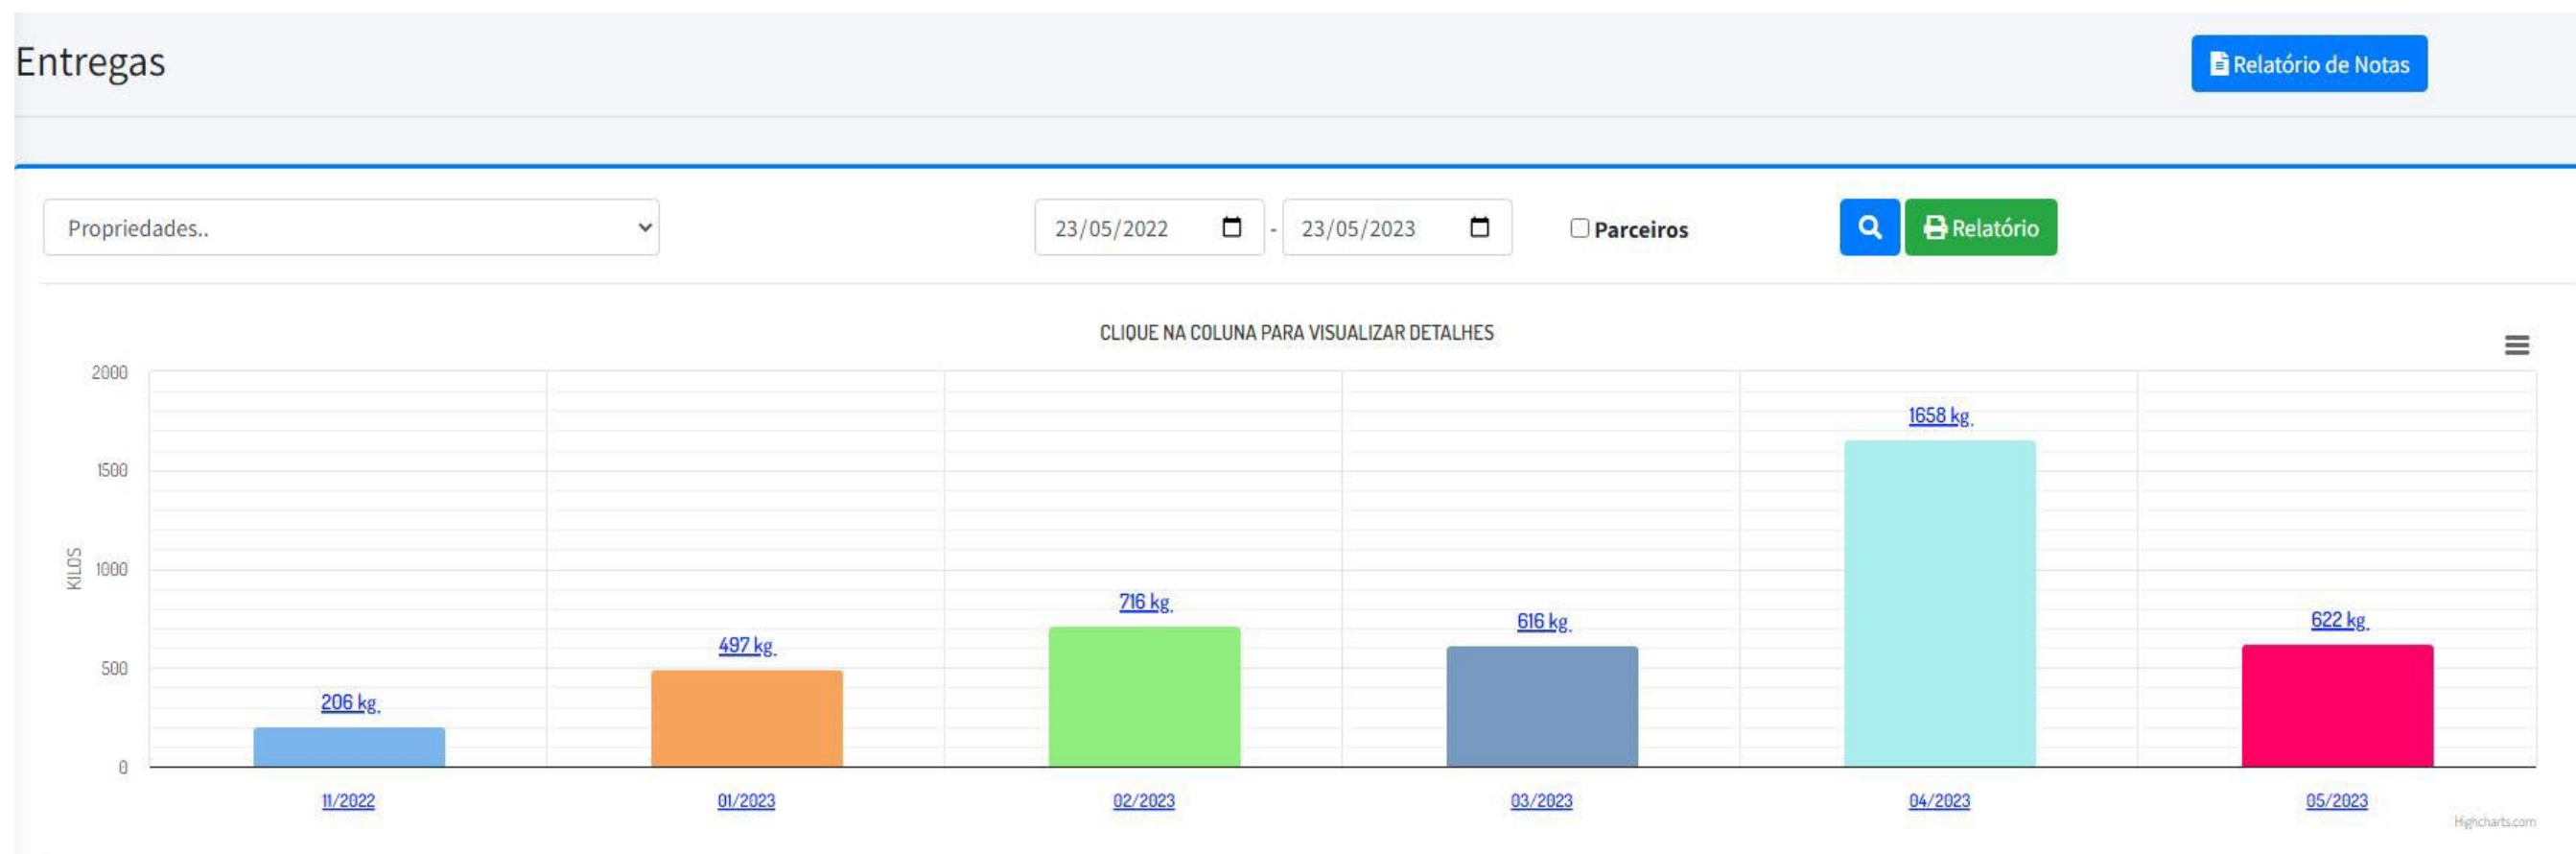 Entregas
Relatório de Notas
Propriedades..
23/05/2022 - 23/05/2023
Parceiros
Relatório
CLIQUE NA COLUNA PARA VISUALIZAR DETALHES
KILOS
2000
1500
1000
500
0
206 kg.
497 kg.
716 kg.
616 kg.
1658 kg.
622 kg.
11/2022 01/2023 02/2023 03/2023 04/2023 05/2023
Highcharts.com